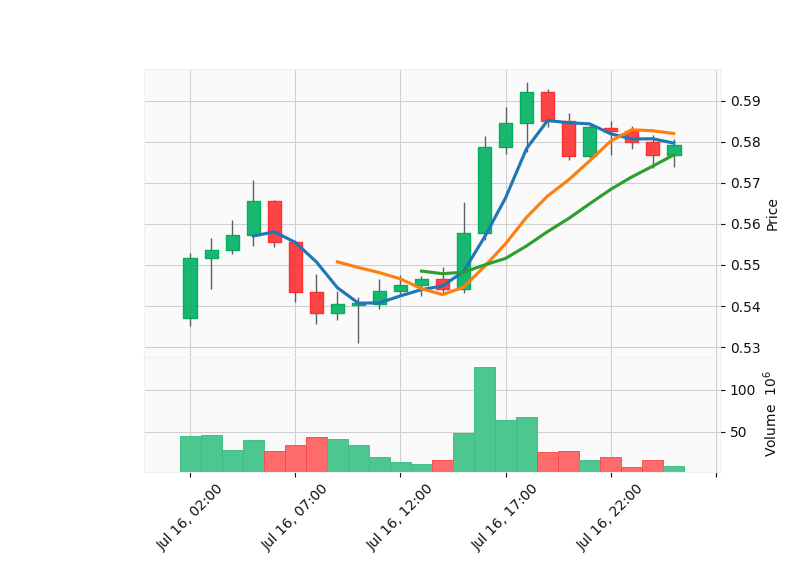 0.59
0.58
0.57
0.56
0.55
0.54
0.53
Price
100
50
Volume 10⁶
Jul 16, 02:00
Jul 16, 07:00
Jul 16, 12:00
Jul 16, 17:00
Jul 16, 22:00